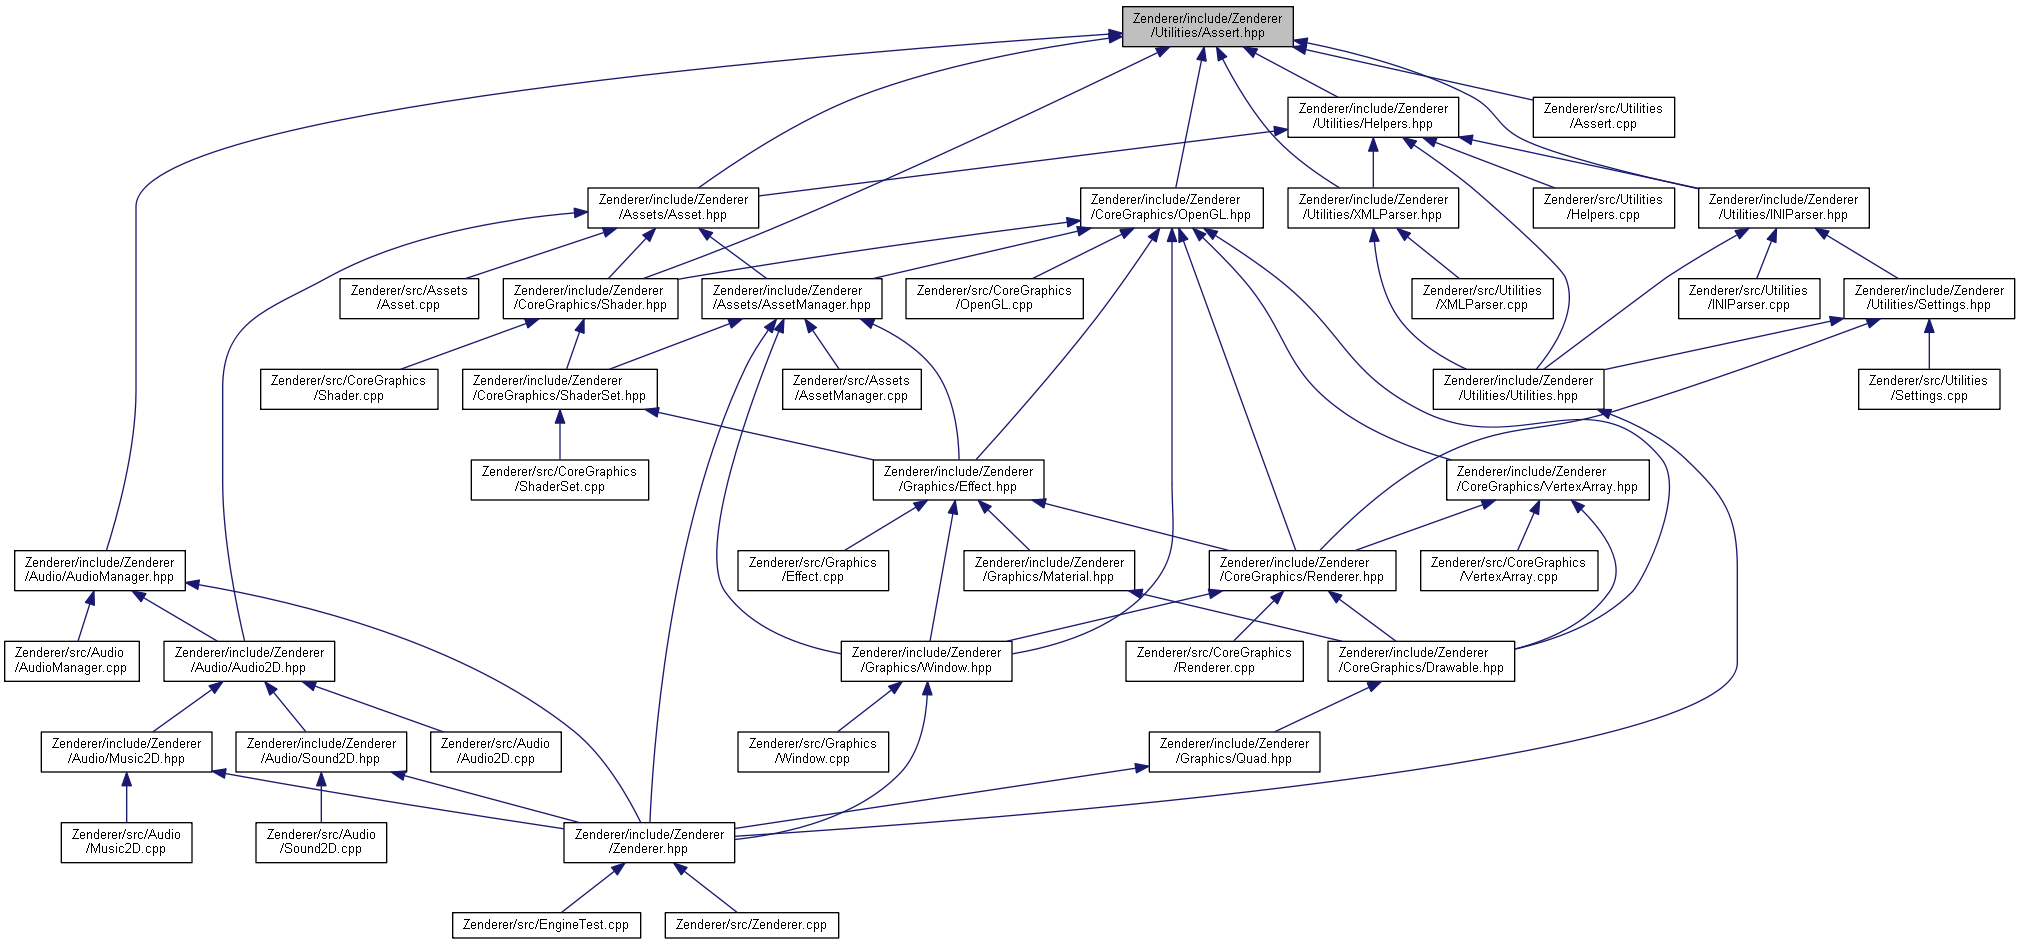 Zenderer/include/Zenderer
/Utilities/Assert.hpp
Zenderer/include/Zenderer
/Utilities/Helpers.hpp
Zenderer/src/Utilities
/Assert.cpp
Zenderer/include/Zenderer
/Assets/Asset.hpp
Zenderer/include/Zenderer
/CoreGraphics/OpenGL.hpp
Zenderer/include/Zenderer
/Utilities/XMLParser.hpp
Zenderer/src/Utilities
/Helpers.cpp
Zenderer/include/Zenderer
/Utilities/INIParser.hpp
Zenderer/src/Assets
/Asset.cpp
Zenderer/include/Zenderer
/CoreGraphics/Shader.hpp
Zenderer/include/Zenderer
/Assets/AssetManager.hpp
Zenderer/src/CoreGraphics
/OpenGL.cpp
Zenderer/src/Utilities
/XMLParser.cpp
Zenderer/src/Utilities
/INIParser.cpp
Zenderer/include/Zenderer
/Utilities/Settings.hpp
Zenderer/src/CoreGraphics
/Shader.cpp
Zenderer/include/Zenderer
/CoreGraphics/ShaderSet.hpp
Zenderer/src/Assets
/AssetManager.cpp
Zenderer/include/Zenderer
/Utilities/Utilities.hpp
Zenderer/src/Utilities
/Settings.cpp
Zenderer/src/CoreGraphics
/ShaderSet.cpp
Zenderer/include/Zenderer
/Graphics/Effect.hpp
Zenderer/include/Zenderer
/CoreGraphics/VertexArray.hpp
Zenderer/include/Zenderer
/Audio/AudioManager.hpp
Zenderer/src/Graphics
/Effect.cpp
Zenderer/include/Zenderer
/Graphics/Material.hpp
Zenderer/include/Zenderer
/CoreGraphics/Renderer.hpp
Zenderer/src/CoreGraphics
/VertexArray.cpp
Zenderer/src/Audio
/AudioManager.cpp
Zenderer/include/Zenderer
/Audio/Audio2D.hpp
Zenderer/include/Zenderer
/Graphics/Window.hpp
Zenderer/src/CoreGraphics
/Renderer.cpp
Zenderer/include/Zenderer
/CoreGraphics/Drawable.hpp
Zenderer/include/Zenderer
/Audio/Music2D.hpp
Zenderer/include/Zenderer
/Audio/Sound2D.hpp
Zenderer/src/Audio
/Audio2D.cpp
Zenderer/src/Graphics
/Window.cpp
Zenderer/include/Zenderer
/Graphics/Quad.hpp
Zenderer/src/Audio
/Music2D.cpp
Zenderer/src/Audio
/Sound2D.cpp
Zenderer/include/Zenderer
/Zenderer.hpp
Zenderer/src/EngineTest.cpp
Zenderer/src/Zenderer.cpp